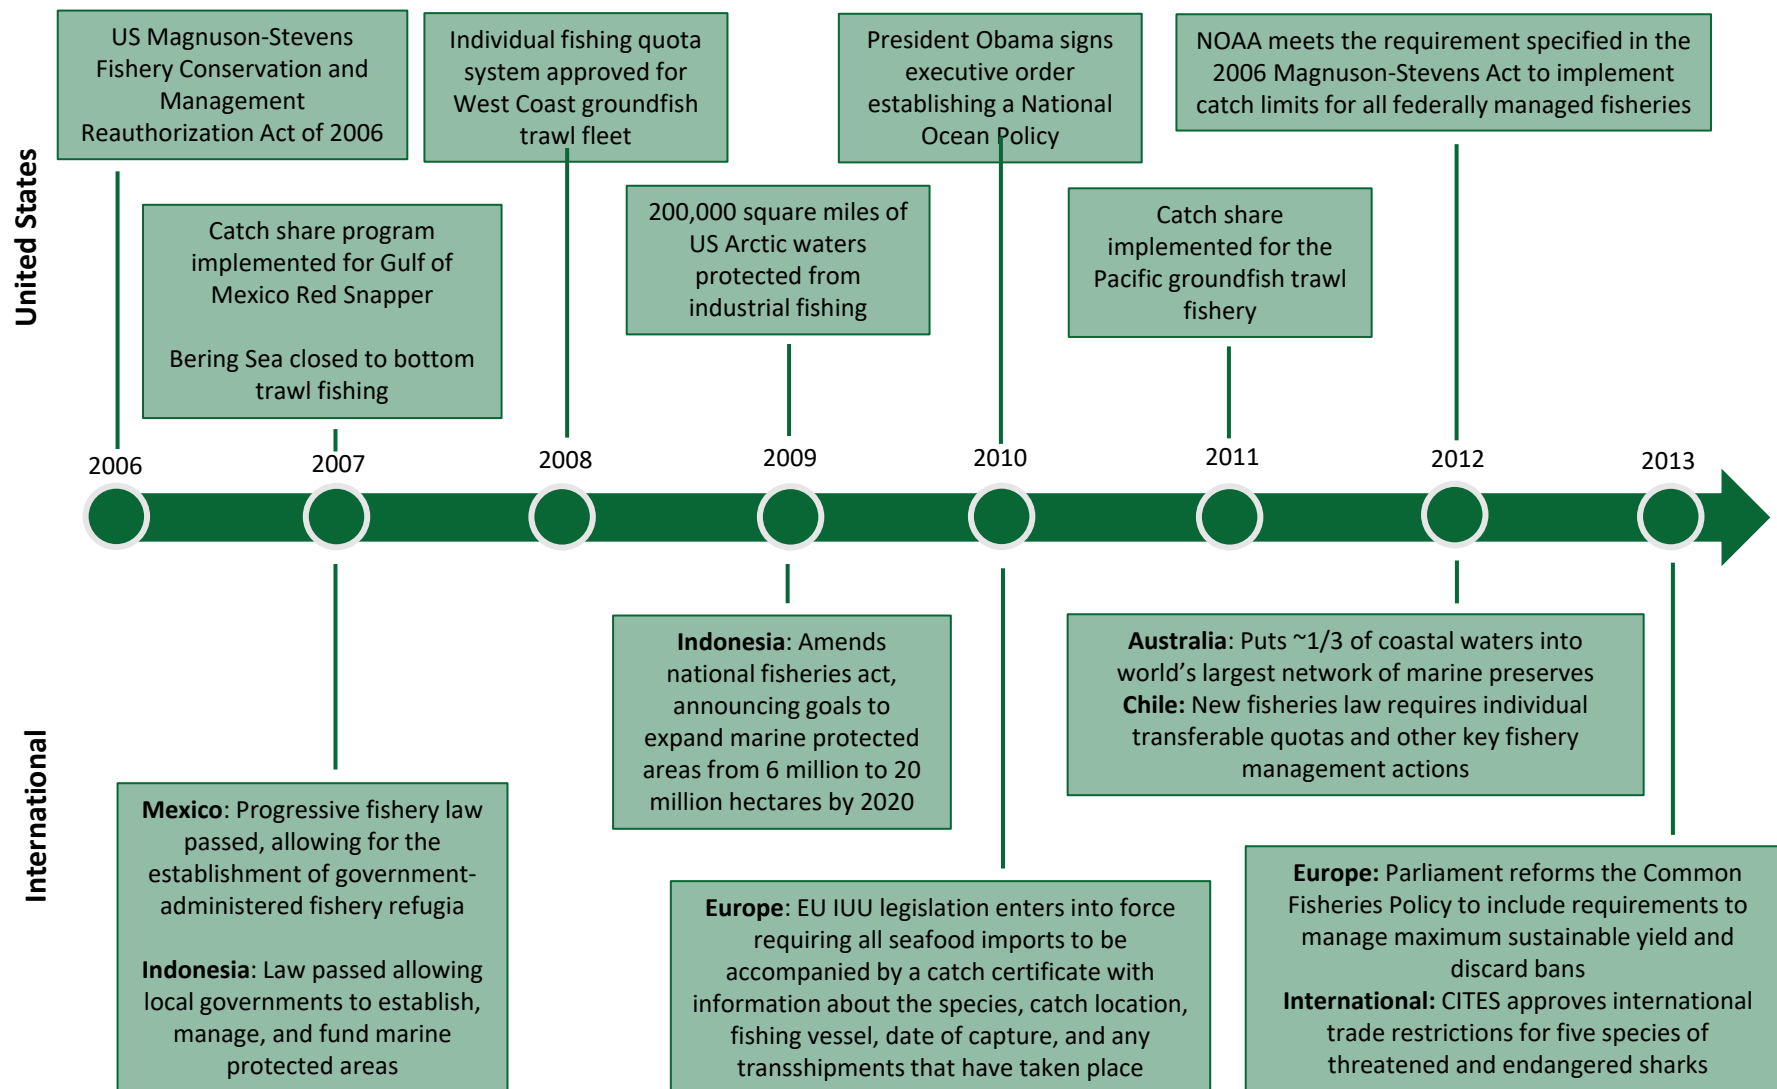 United States
US Magnuson-Stevens
Fishery Conservation and
Management
Reauthorization Act of 2006
Individual fishing quota
system approved for
West Coast groundfish
trawl fleet
President Obama signs
executive order
establishing a National
Ocean Policy
NOAA meets the requirement specified in the
2006 Magnuson-Stevens Act to implement
catch limits for all federally managed fisheries
Catch share program
implemented for Gulf of
Mexico Red Snapper
Bering Sea closed to bottom
trawl fishing
200,000 square miles of
US Arctic waters
protected from
industrial fishing
Catch share
implemented for the
Pacific groundfish trawl
fishery
2006
2007
2008
2009
2010
2011
2012
2013
International
Mexico: Progressive fishery law
passed, allowing for the
establishment of government-
administered fishery refugia
Indonesia: Law passed allowing
local governments to establish,
manage, and fund marine
protected areas
Indonesia: Amends
national fisheries act,
announcing goals to
expand marine protected
areas from 6 million to 20
million hectares by 2020
Europe: EU IUU legislation enters into force
requiring all seafood imports to be
accompanied by a catch certificate with
information about the species, catch location,
fishing vessel, date of capture, and any
transshipments that have taken place
Australia: Puts ~1/3 of coastal waters into
world’s largest network of marine preserves
Chile: New fisheries law requires individual
transferable quotas and other key fishery
management actions
Europe: Parliament reforms the Common
Fisheries Policy to include requirements to
manage maximum sustainable yield and
discard bans
International: CITES approves international
trade restrictions for five species of
threatened and endangered sharks